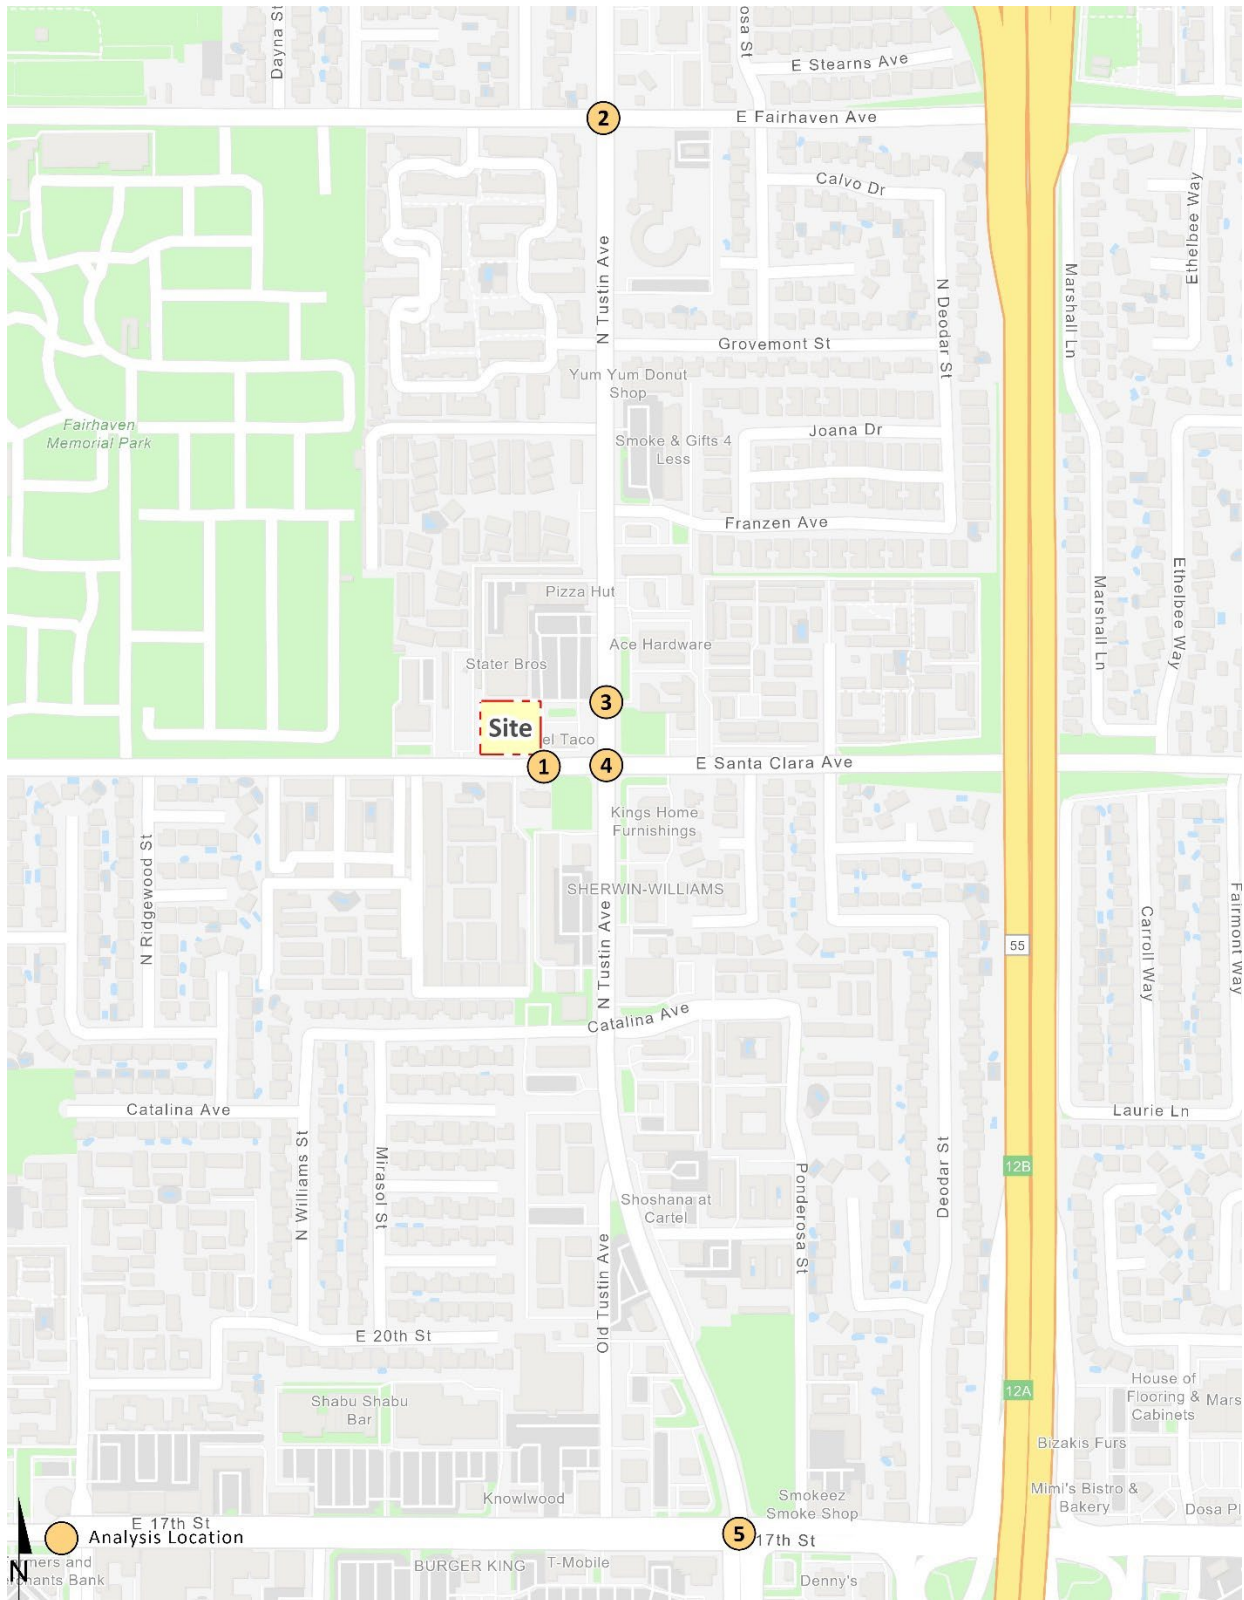 Dayna St
osa St
E Stearns Ave
2
E Fairhaven Ave
Calvo Dr
Ethelbee Way
N Tustin Ave
Marshall Ln
N Deodar St
Grovemont St
Yum Yum Donut
Shop
Fairhaven
Memorial Park
Joana Dr
Smoke & Gifts 4
Less
Franzen Ave
Pizza Hut
Marshall Ln
Ethelbee Way
Ace Hardware
Stater Bros
3
Site
el Taco
1
4
E Santa Clara Ave
Kings Home
Furnishings
N Ridgewood St
SHERWIN-WILLIAMS
N Tustin Ave
55
Carroll Way
Fairmont Way
Catalina Ave
Catalina Ave
Laurie Ln
N Williams St
Mirasol St
Deodar St
12B
Ponderosa St
Shoshana at
Cartel
Old Tustin Ave
E 20th St
12A
House of
Flooring &
Cabinets
Mars
Shabu Shabu
Bar
Bizakis Furs
Knowlwood
Smokeez
Smoke Shop
Mimi's Bistro &
Bakery
Dosa Pl
E 17th St
Analysis Location
5
17th St
N
rmers and
rchants Bank
BURGER KING
T-Mobile
Denny's